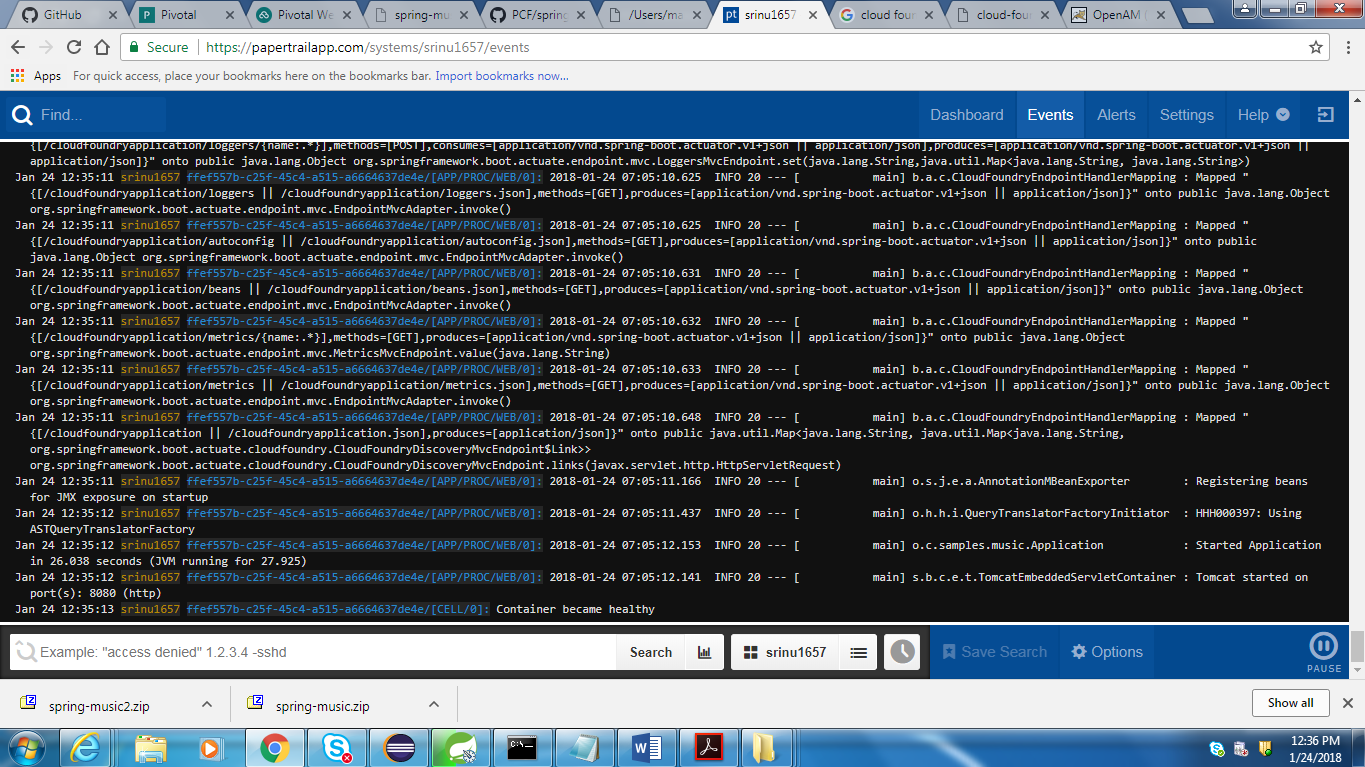 GitHub
Pivotal
Pivotal We
spring-mu
PCF/spring
/Users/ma
pt srinu1657
cloud four
cloud-four
OpenAM (
Secure
https://papertrailapp.com/systems/srinu1657/events
Apps For quick access, place your bookmarks here on the bookmarks bar. Import bookmarks now...
Find...
Dashboard Events Alerts Settings Help
{[/cloudfoundryapplication/loggers/{name:.*}],methods=[POST],consumes=[application/vnd.spring-boot.actuator.v1+json || application/json],produces=[application/vnd.spring-boot.actuator.v1+json ||
application/json]}" onto public java.lang.Object org.springframework.boot.actuate.endpoint.mvc.LoggersMvcEndpoint.set(java.lang.String,java.util.Map<java.lang.String, java.lang.String>)
Jan 24 12:35:11 srinu1657 ffef557b-c25f-45c4-a515-a6664637de4e/[APP/PROC/WEB/0]: 2018-01-24 07:05:10.625 INFO 20 --- [ main] b.a.c.CloudFoundryEndpointHandlerMapping : Mapped "
{[/cloudfoundryapplication/loggers || /cloudfoundryapplication/loggers.json],methods=[GET],produces=[application/vnd.spring-boot.actuator.v1+json || application/json]}" onto public java.lang.Object
org.springframework.boot.actuate.endpoint.mvc.EndpointMvcAdapter.invoke()
Jan 24 12:35:11 srinu1657 ffef557b-c25f-45c4-a515-a6664637de4e/[APP/PROC/WEB/0]: 2018-01-24 07:05:10.625 INFO 20 --- [ main] b.a.c.CloudFoundryEndpointHandlerMapping : Mapped "
{[/cloudfoundryapplication/autoconfig || /cloudfoundryapplication/autoconfig.json],methods=[GET],produces=[application/vnd.spring-boot.actuator.v1+json || application/json]}" onto public
java.lang.Object org.springframework.boot.actuate.endpoint.mvc.EndpointMvcAdapter.invoke()
Jan 24 12:35:11 srinu1657 ffef557b-c25f-45c4-a515-a6664637de4e/[APP/PROC/WEB/0]: 2018-01-24 07:05:10.631 INFO 20 --- [ main] b.a.c.CloudFoundryEndpointHandlerMapping : Mapped "
{[/cloudfoundryapplication/beans || /cloudfoundryapplication/beans.json],methods=[GET],produces=[application/vnd.spring-boot.actuator.v1+json || application/json]}" onto public java.lang.Object
org.springframework.boot.actuate.endpoint.mvc.EndpointMvcAdapter.invoke()
Jan 24 12:35:11 srinu1657 ffef557b-c25f-45c4-a515-a6664637de4e/[APP/PROC/WEB/0]: 2018-01-24 07:05:10.632 INFO 20 --- [ main] b.a.c.CloudFoundryEndpointHandlerMapping : Mapped "
{[/cloudfoundryapplication/metrics/{name:.*}],methods=[GET],produces=[application/vnd.spring-boot.actuator.v1+json || application/json]}" onto public java.lang.Object
org.springframework.boot.actuate.endpoint.mvc.MetricsMvcEndpoint.value(java.lang.String)
Jan 24 12:35:11 srinu1657 ffef557b-c25f-45c4-a515-a6664637de4e/[APP/PROC/WEB/0]: 2018-01-24 07:05:10.633 INFO 20 --- [ main] b.a.c.CloudFoundryEndpointHandlerMapping : Mapped "
{[/cloudfoundryapplication/metrics || /cloudfoundryapplication/metrics.json],methods=[GET],produces=[application/vnd.spring-boot.actuator.v1+json || application/json]}" onto public java.lang.Object
org.springframework.boot.actuate.endpoint.mvc.EndpointMvcAdapter.invoke()
Jan 24 12:35:11 srinu1657 ffef557b-c25f-45c4-a515-a6664637de4e/[APP/PROC/WEB/0]: 2018-01-24 07:05:10.648 INFO 20 --- [ main] b.a.c.CloudFoundryEndpointHandlerMapping : Mapped "
{[/cloudfoundryapplication || /cloudfoundryapplication.json],produces=[application/json]}" onto public java.util.Map<java.lang.String, java.util.Map<java.lang.String,
org.springframework.boot.actuate.cloudfoundry.CloudFoundryDiscoveryMvcEndpoint$Link>>
org.springframework.boot.actuate.cloudfoundry.CloudFoundryDiscoveryMvcEndpoint.links(javax.servlet.http.HttpServletRequest)
Jan 24 12:35:11 srinu1657 ffef557b-c25f-45c4-a515-a6664637de4e/[APP/PROC/WEB/0]: 2018-01-24 07:05:11.166 INFO 20 --- [ main] o.s.j.e.a.AnnotationMBeanExporter : Registering beans
for JMX exposure on startup
Jan 24 12:35:12 srinu1657 ffef557b-c25f-45c4-a515-a6664637de4e/[APP/PROC/WEB/0]: 2018-01-24 07:05:11.437 INFO 20 --- [ main] o.h.h.i.QueryTranslatorFactoryInitiator : HHH000397: Using
ASTQueryTranslatorFactory
Jan 24 12:35:12 srinu1657 ffef557b-c25f-45c4-a515-a6664637de4e/[APP/PROC/WEB/0]: 2018-01-24 07:05:12.153 INFO 20 --- [ main] o.c.samples.music.Application : Started Application
in 26.038 seconds (JVM running for 27.925)
Jan 24 12:35:12 srinu1657 ffef557b-c25f-45c4-a515-a6664637de4e/[APP/PROC/WEB/0]: 2018-01-24 07:05:12.141 INFO 20 --- [ main] s.b.c.e.t.TomcatEmbeddedServletContainer : Tomcat started on
port(s): 8080 (http)
Jan 24 12:35:13 srinu1657 ffef557b-c25f-45c4-a515-a6664637de4e/[CELL/0]: Container became healthy
Example: "access denied" 1.2.3.4 -sshd
Search
srinu1657
Save Search
Options
PAUSE
spring-music2.zip
spring-music.zip
Show all
12:36 PM
1/24/2018